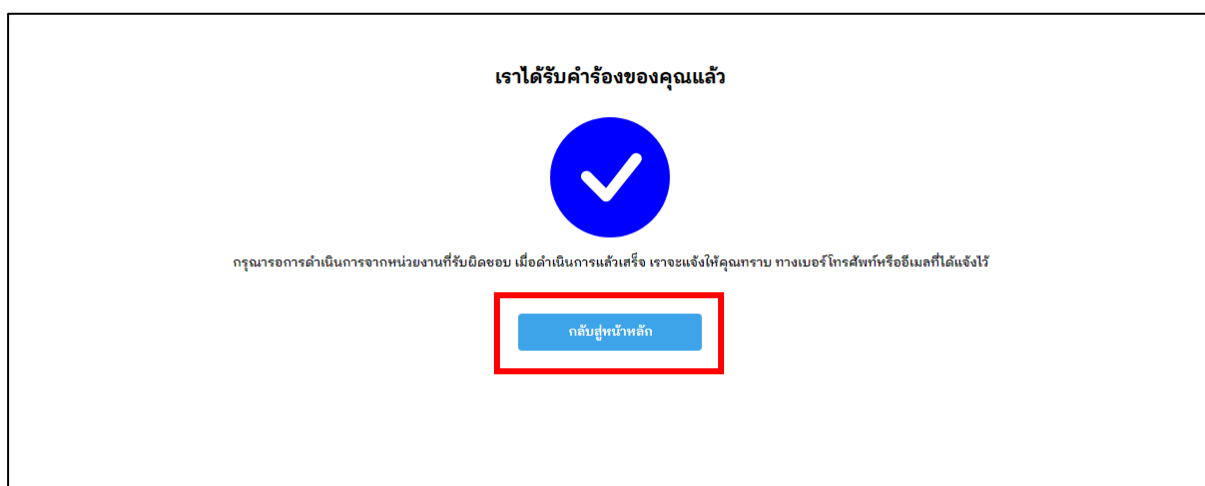 เราได้รับคำร้องของคุณแล้ว
กรุณารอการดำเนินการจากหน่วยงานที่รับผิดชอบ เมื่อดำเนินการแล้วเสร็จ เราจะแจ้งให้คุณทราบ ทางเบอร์โทรศัพท์หรืออีเมลที่ได้แจ้งไว้
กลับสู่หน้าหลัก